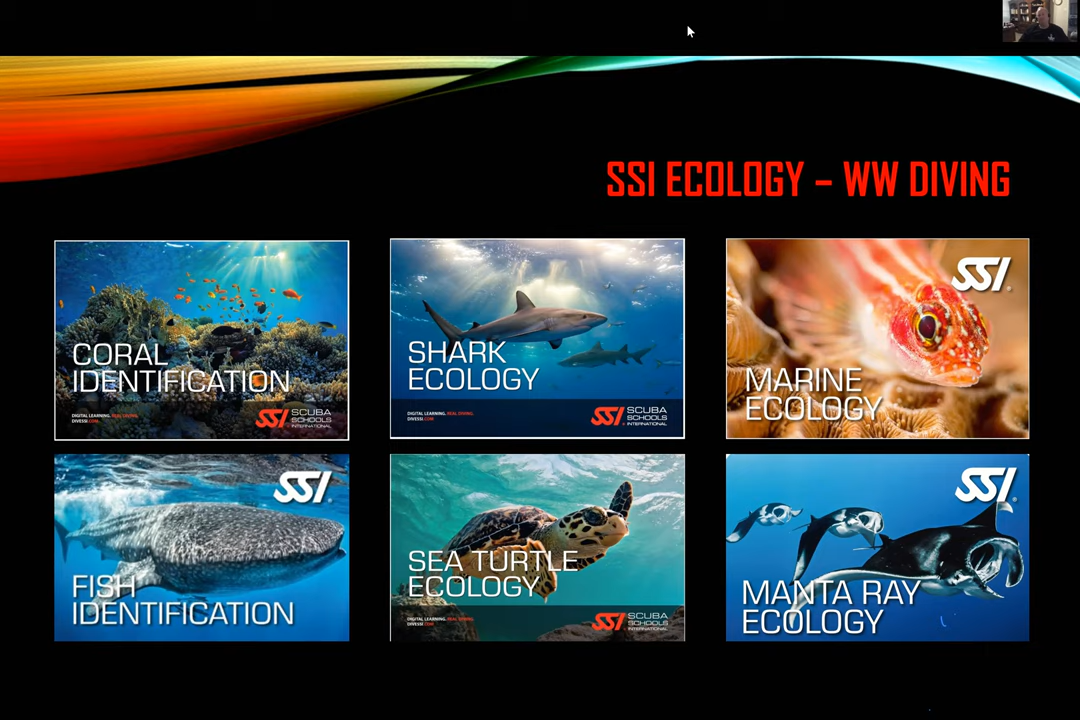 SSI ECOLOGY – WW DIVING
CORAL
IDENTIFICATION
DIGITAL LEARNING. REAL DIVING.
DIVESSI.COM
SSI SCUBA
SCHOOLS
INTERNATIONAL
SHARK
ECOLOGY
DIGITAL LEARNING. REAL DIVING.
DIVESSI.COM
SSI SCUBA
SCHOOLS
INTERNATIONAL
SSI
MARINE
ECOLOGY
SSI
FISH
IDENTIFICATION
SEA TURTLE
ECOLOGY
DIGITAL LEARNING. REAL DIVING.
DIVESSI.COM
SSI SCUBA
SCHOOLS
INTERNATIONAL
SSI
MANTA RAY
ECOLOGY